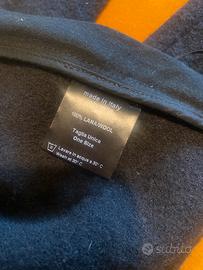 made in Italy
100% LANA/WOOL
Taglia Unica
One Size
Lavare in acqua a 30° C
Wash at 30° C
subito